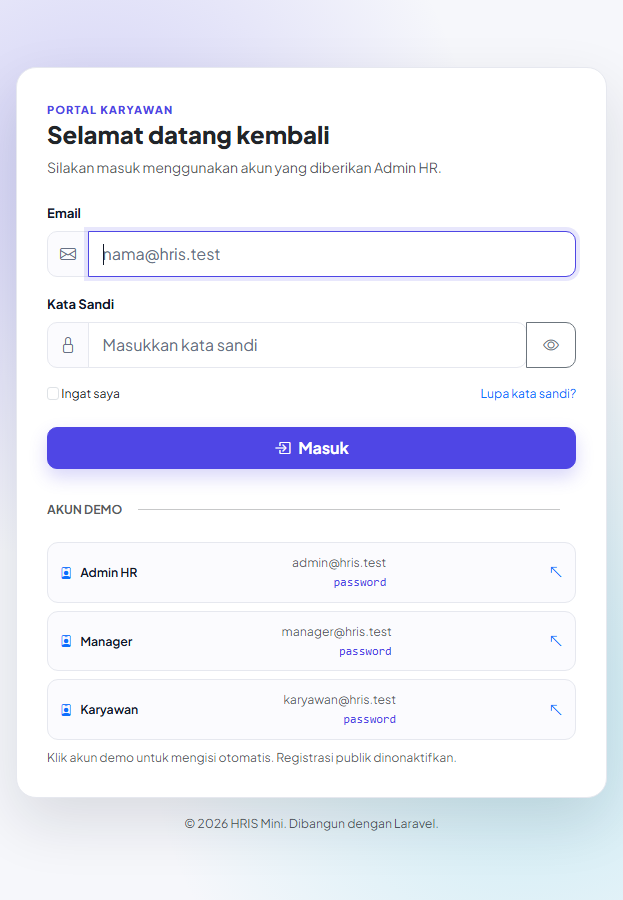 PORTAL KARYAWAN
Selamat datang kembali
Silakan masuk menggunakan akun yang diberikan Admin HR.
Email
nama@hris.test
Kata Sandi
Masukkan kata sandi
Ingat saya
Lupa kata sandi?
Masuk
AKUN DEMO
Admin HR
admin@hris.test
password
Manager
manager@hris.test
password
Karyawan
karyawan@hris.test
password
Klik akun demo untuk mengisi otomatis. Registrasi publik dinonaktifkan.
© 2026 HRIS Mini. Dibangun dengan Laravel.